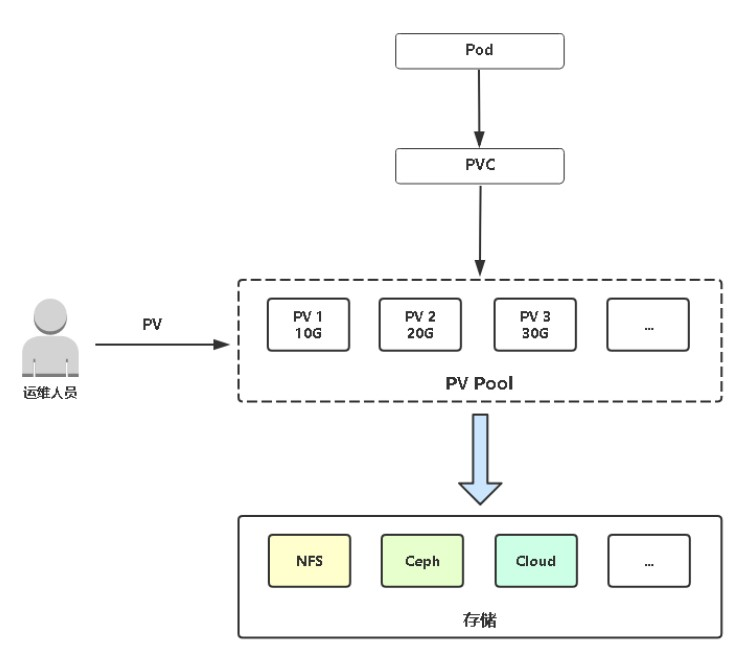 Pod
PVC
PV
PV 1
10G
PV 2
20G
PV 3
30G
...
PV Pool
运维人员
NFS
Ceph
Cloud
...
存储